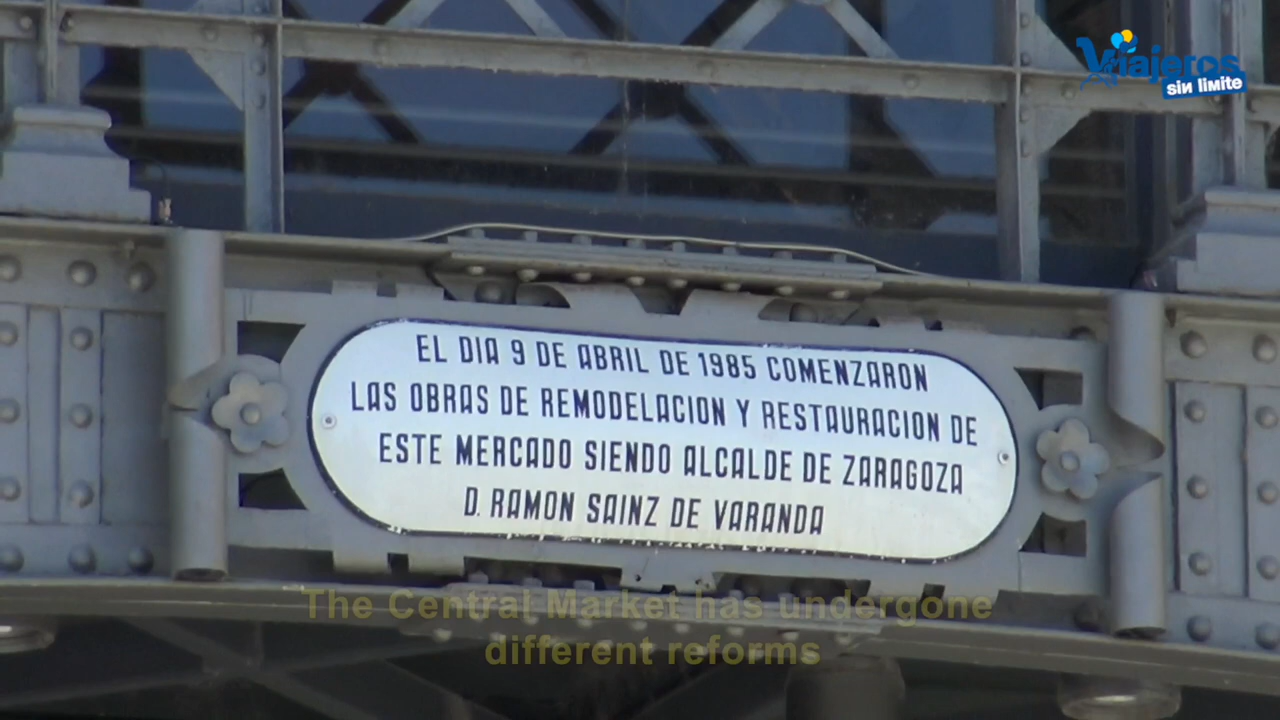 Viajeros
sin limite
EL DIA 9 DE ABRIL DE 1985 COMENZARON
LAS OBRAS DE REMODELACION Y RESTAURACION DE
ESTE MERCADO SIENDO ALCALDE DE ZARAGOZA
D. RAMON SAINZ DE VARANDA
The Central Market has undergone
different reforms